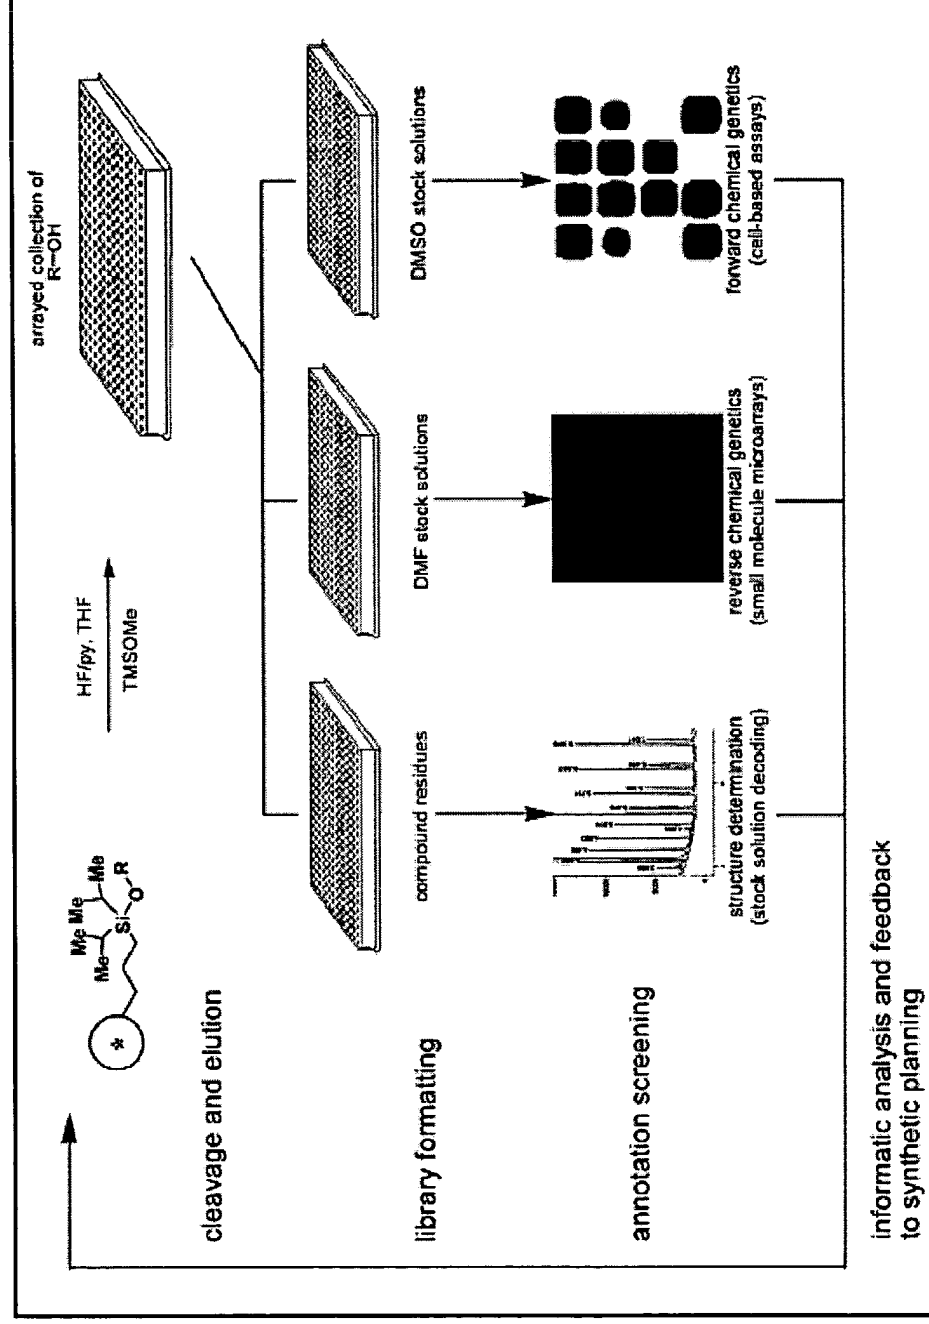 *
Me Me
Me
Me
Si
O
R
HF/py, THF
TMSOMe
arrayed collection of
R–OH
cleavage and elution
library formatting
compound residues
DMF stock solutions
DMSO stock solutions
annotation screening
structure determination
(stock solution decoding)
reverse chemical genetics
(small molecule microarrays)
forward chemical genetics
(cell-based assays)
informatic analysis and feedback
to synthetic planning